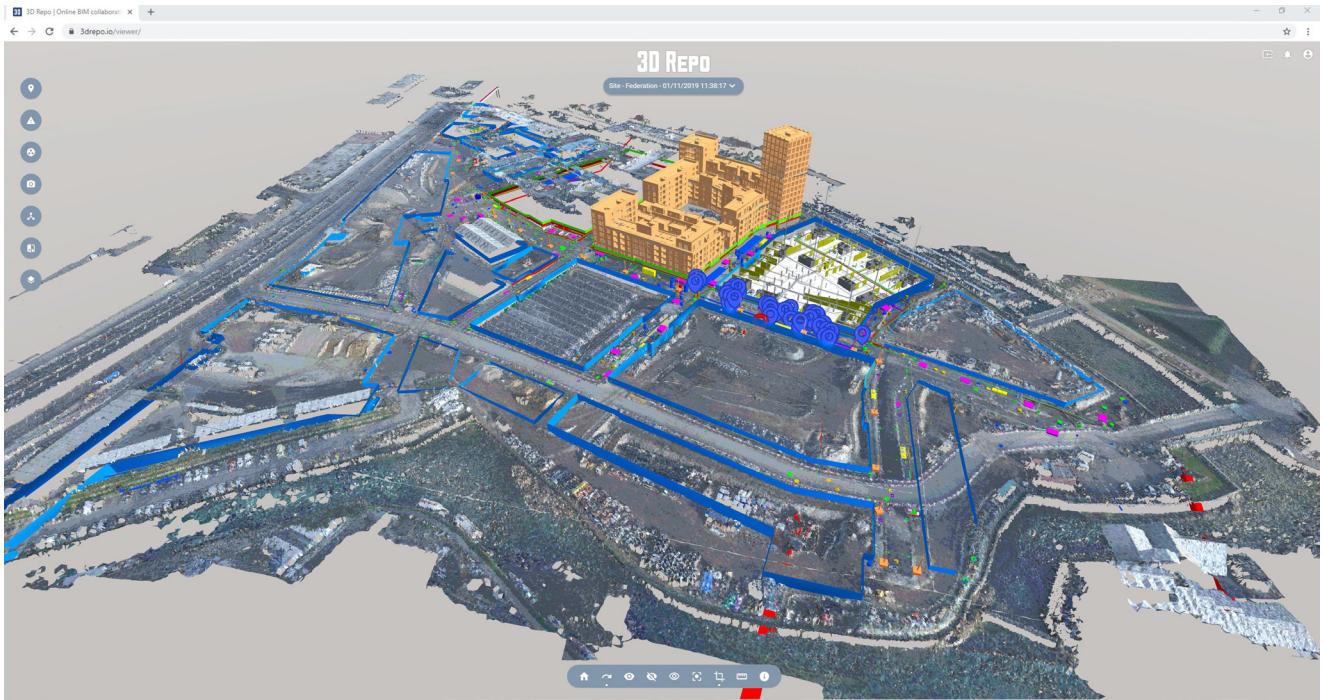 3D Repo | Online BIM collaborati
3drepo.io/viewer/
3D REPO
Site - Federation - 01/11/2019 11:38:17